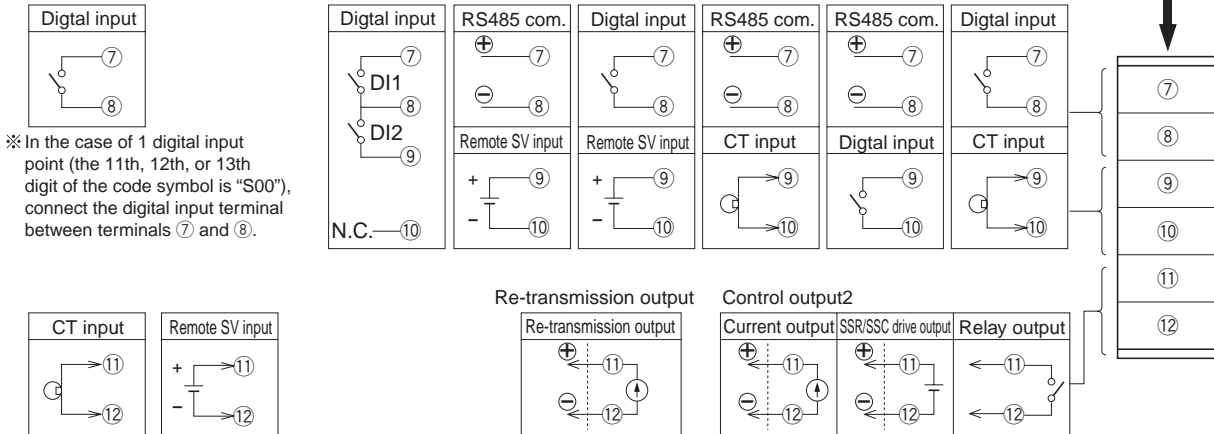 Digtal input
⑦
⑧
※ In the case of 1 digital input
point (the 11th, 12th, or 13th
digit of the code symbol is “S00”),
connect the digital input terminal
between terminals ⑦ and ⑧.
Digtal input
⑦
DI1
⑧
DI2
⑨
N.C. ⑩
RS485 com.
+ ⑦
− ⑧
Remote SV input
+ ⑨
− ⑩
Digtal input
⑦
⑧
Remote SV input
+ ⑨
− ⑩
RS485 com.
+ ⑦
− ⑧
CT input
⑨
⑩
RS485 com.
+ ⑦
− ⑧
Digtal input
⑨
⑩
Digtal input
⑦
⑧
CT input
⑨
⑩
⑦
⑧
⑨
⑩
⑪
⑫
CT input
⑪
⑫
Remote SV input
+ ⑪
− ⑫
Re-transmission output
Re-transmission output
+ ⑪
− ⑫
Control output2
Current output
+ ⑪
− ⑫
SSR/SSC drive output
+ ⑪
− ⑫
Relay output
⑪
⑫